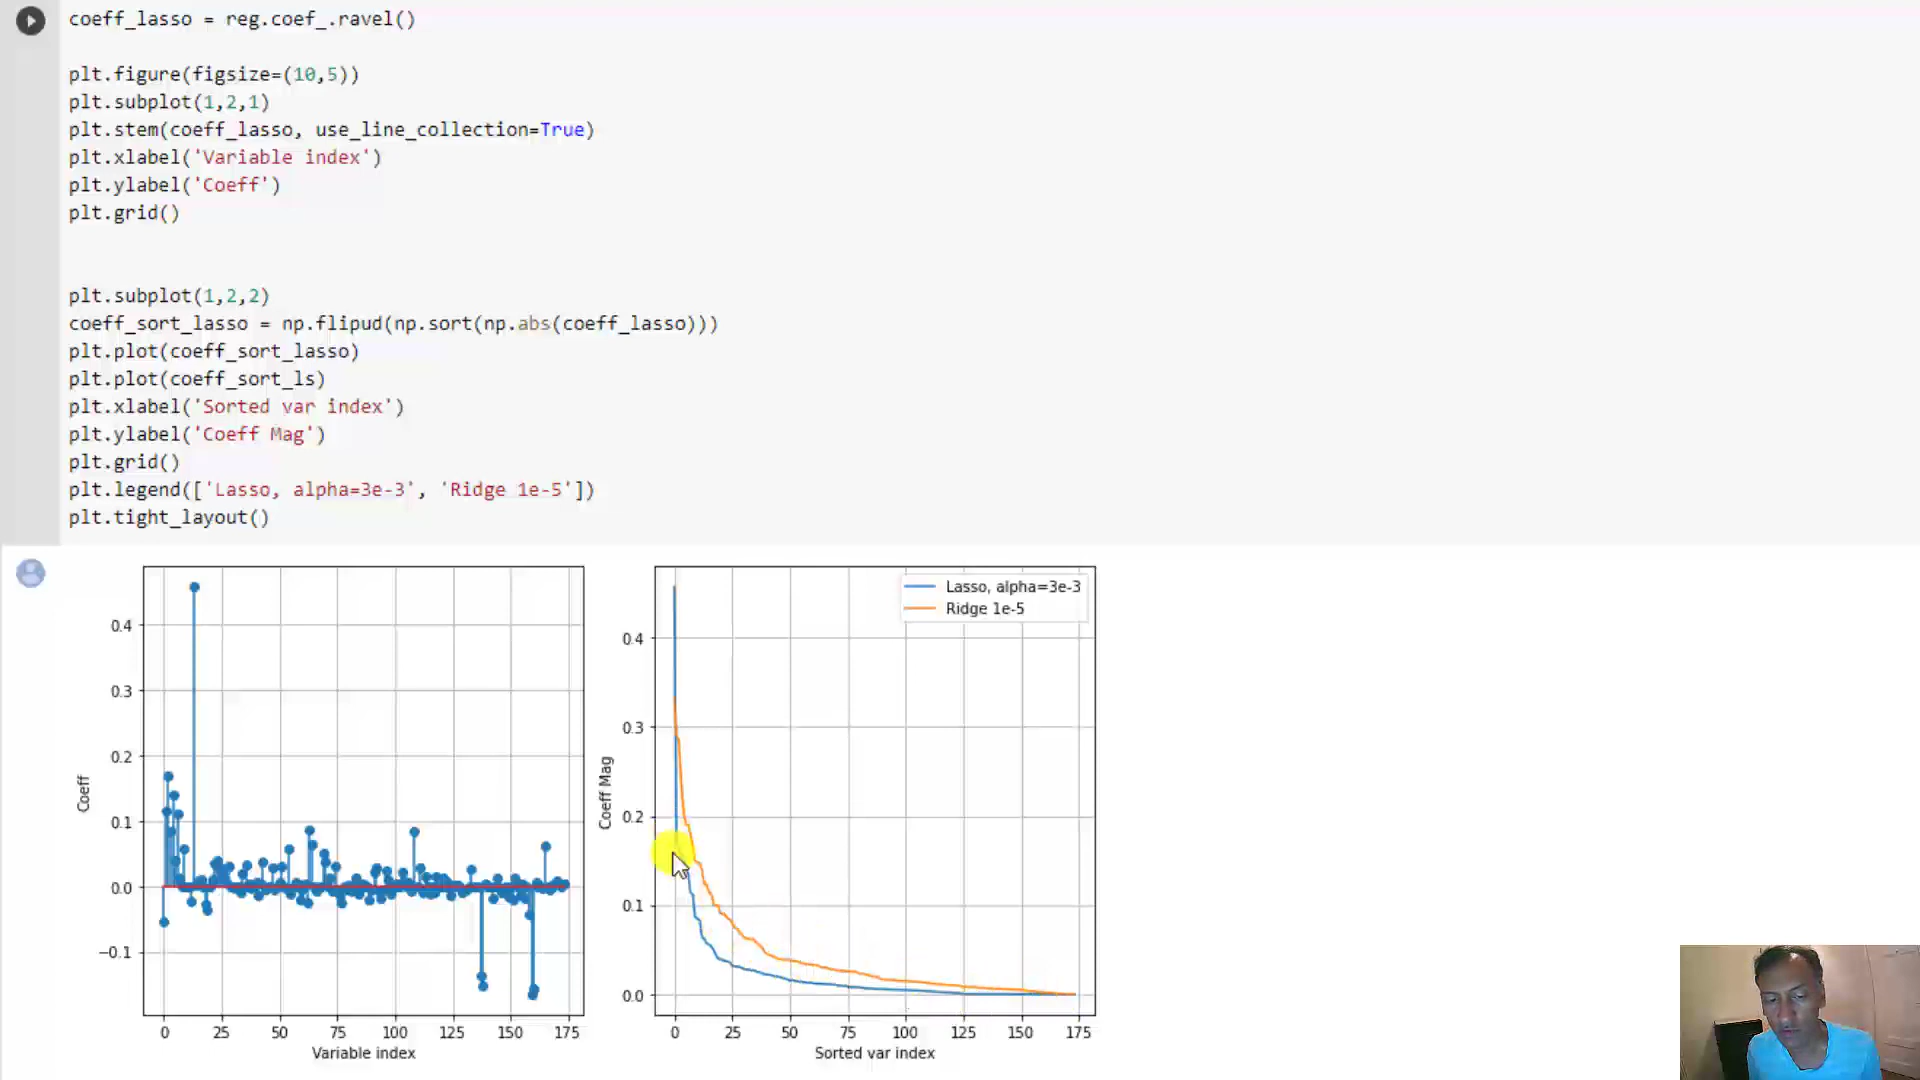 coeff_lasso = reg.coef_.ravel()
plt.figure(figsize=(10,5))
plt.subplot(1,2,1)
plt.stem(coeff_lasso, use_line_collection=True)
plt.xlabel('Variable index')
plt.ylabel('Coeff')
plt.grid()
plt.subplot(1,2,2)
coeff_sort_lasso = np.flipud(np.sort(np.abs(coeff_lasso)))
plt.plot(coeff_sort_lasso)
plt.plot(coeff_sort_ls)
plt.xlabel('Sorted var index')
plt.ylabel('Coeff Mag')
plt.grid()
plt.legend(['Lasso, alpha=3e-3', 'Ridge 1e-5'])
plt.tight_layout()
0.4
0.3
0.2
0.1
0.0
−0.1
Coeff
0 25 50 75 100 125 150 175
Variable index
Lasso, alpha=3e-3
Ridge 1e-5
0.4
0.3
0.2
0.1
0.0
Coeff Mag
0 25 50 75 100 125 150 175
Sorted var index